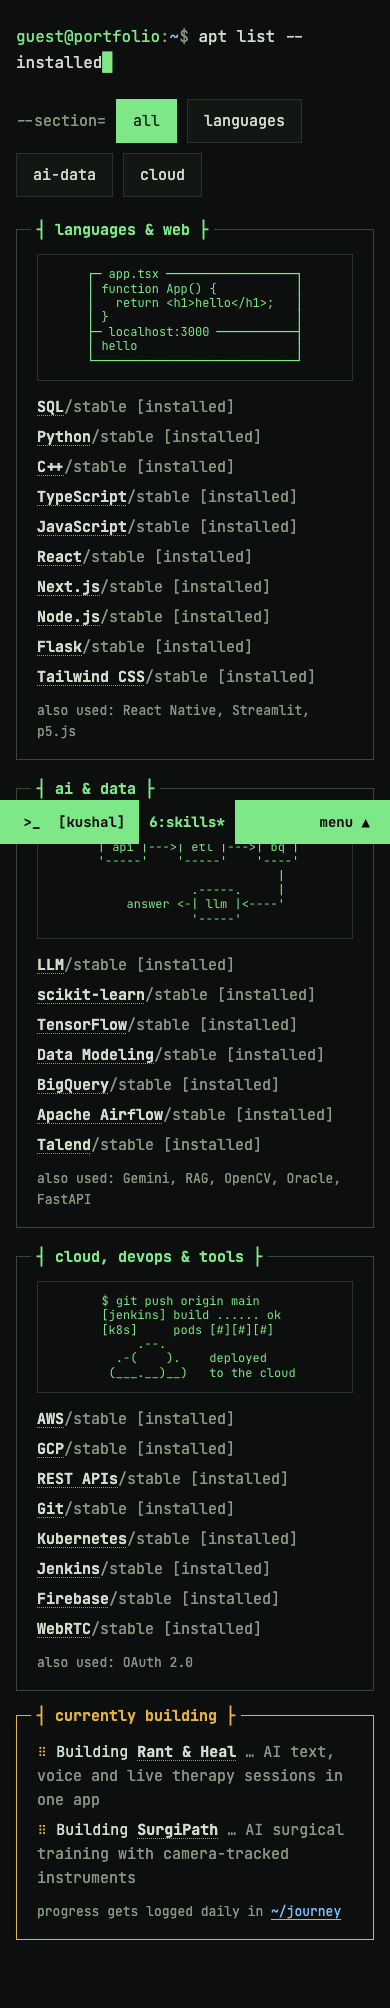 guest@portfolio:~$ apt list --
installed
--section= all languages
ai-data cloud
languages & web
┌─ app.tsx ──────────────────┐
│ function App() { │
│ return <h1>hello</h1>; │
│ } │
├─ localhost:3000 ───────────┤
│ hello │
└────────────────────────────┘
SQL/stable [installed]
Python/stable [installed]
C++/stable [installed]
TypeScript/stable [installed]
JavaScript/stable [installed]
React/stable [installed]
Next.js/stable [installed]
Node.js/stable [installed]
Flask/stable [installed]
Tailwind CSS/stable [installed]
also used: React Native, Streamlit,
p5.js
ai & data
>_ [kushal] 6:skills* menu ▲
| api |--->| etl |--->| bq |
'-----' '-----' '----'
|
.-----. |
answer <-| llm |<----'
'-----'
LLM/stable [installed]
scikit-learn/stable [installed]
TensorFlow/stable [installed]
Data Modeling/stable [installed]
BigQuery/stable [installed]
Apache Airflow/stable [installed]
Talend/stable [installed]
also used: Gemini, RAG, OpenCV, Oracle,
FastAPI
cloud, devops & tools
$ git push origin main
[jenkins] build ...... ok
[k8s] pods [#][#][#]
.--.
.-( ). deployed
(___.__)__) to the cloud
AWS/stable [installed]
GCP/stable [installed]
REST APIs/stable [installed]
Git/stable [installed]
Kubernetes/stable [installed]
Jenkins/stable [installed]
Firebase/stable [installed]
WebRTC/stable [installed]
also used: OAuth 2.0
currently building
⠿ Building Rant & Heal … AI text,
voice and live therapy sessions in
one app
⠿ Building SurgiPath … AI surgical
training with camera-tracked
instruments
progress gets logged daily in ~/journey